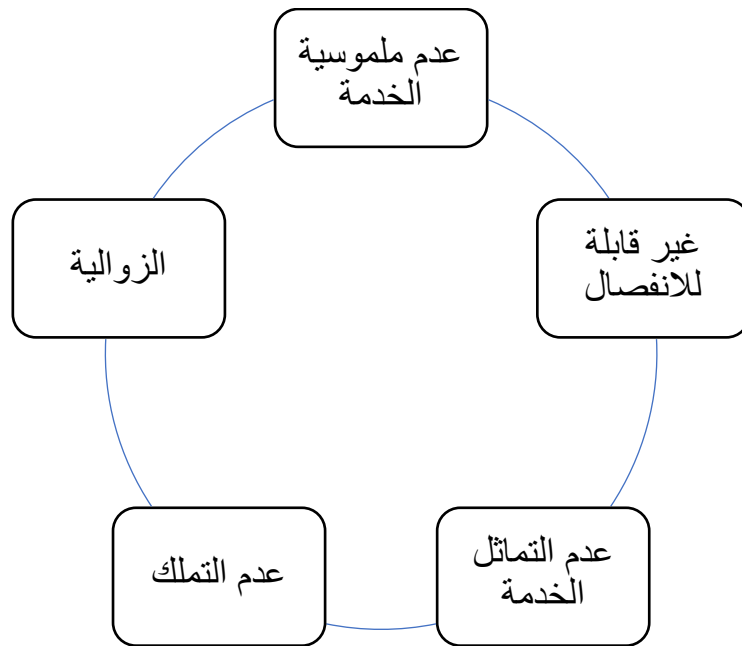 عدم ملموسية
الخدمة
غير قابلة
للانفصال
عدم التماثل
الخدمة
عدم التملك
الزوالية